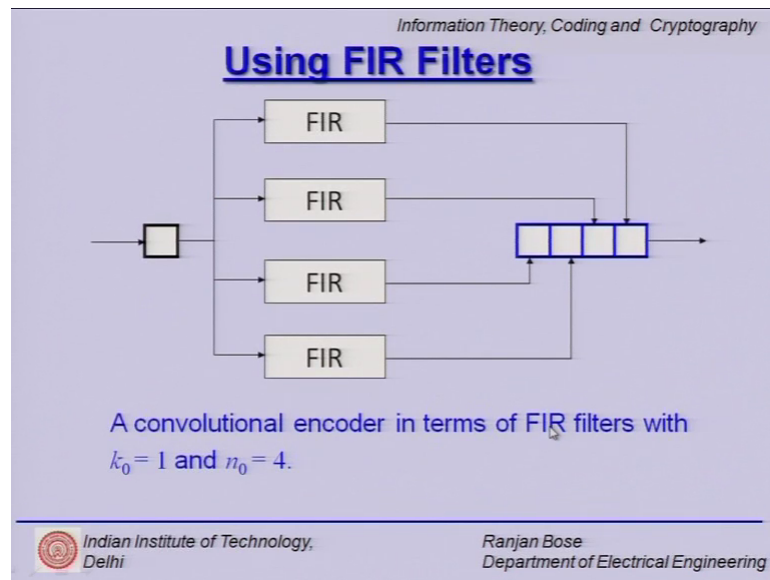 Information Theory, Coding and Cryptography
Using FIR Filters
FIR
FIR
FIR
FIR
A convolutional encoder in terms of FIR filters with
k₀ = 1 and n₀ = 4.
Indian Institute of Technology,
Delhi
Ranjan Bose
Department of Electrical Engineering